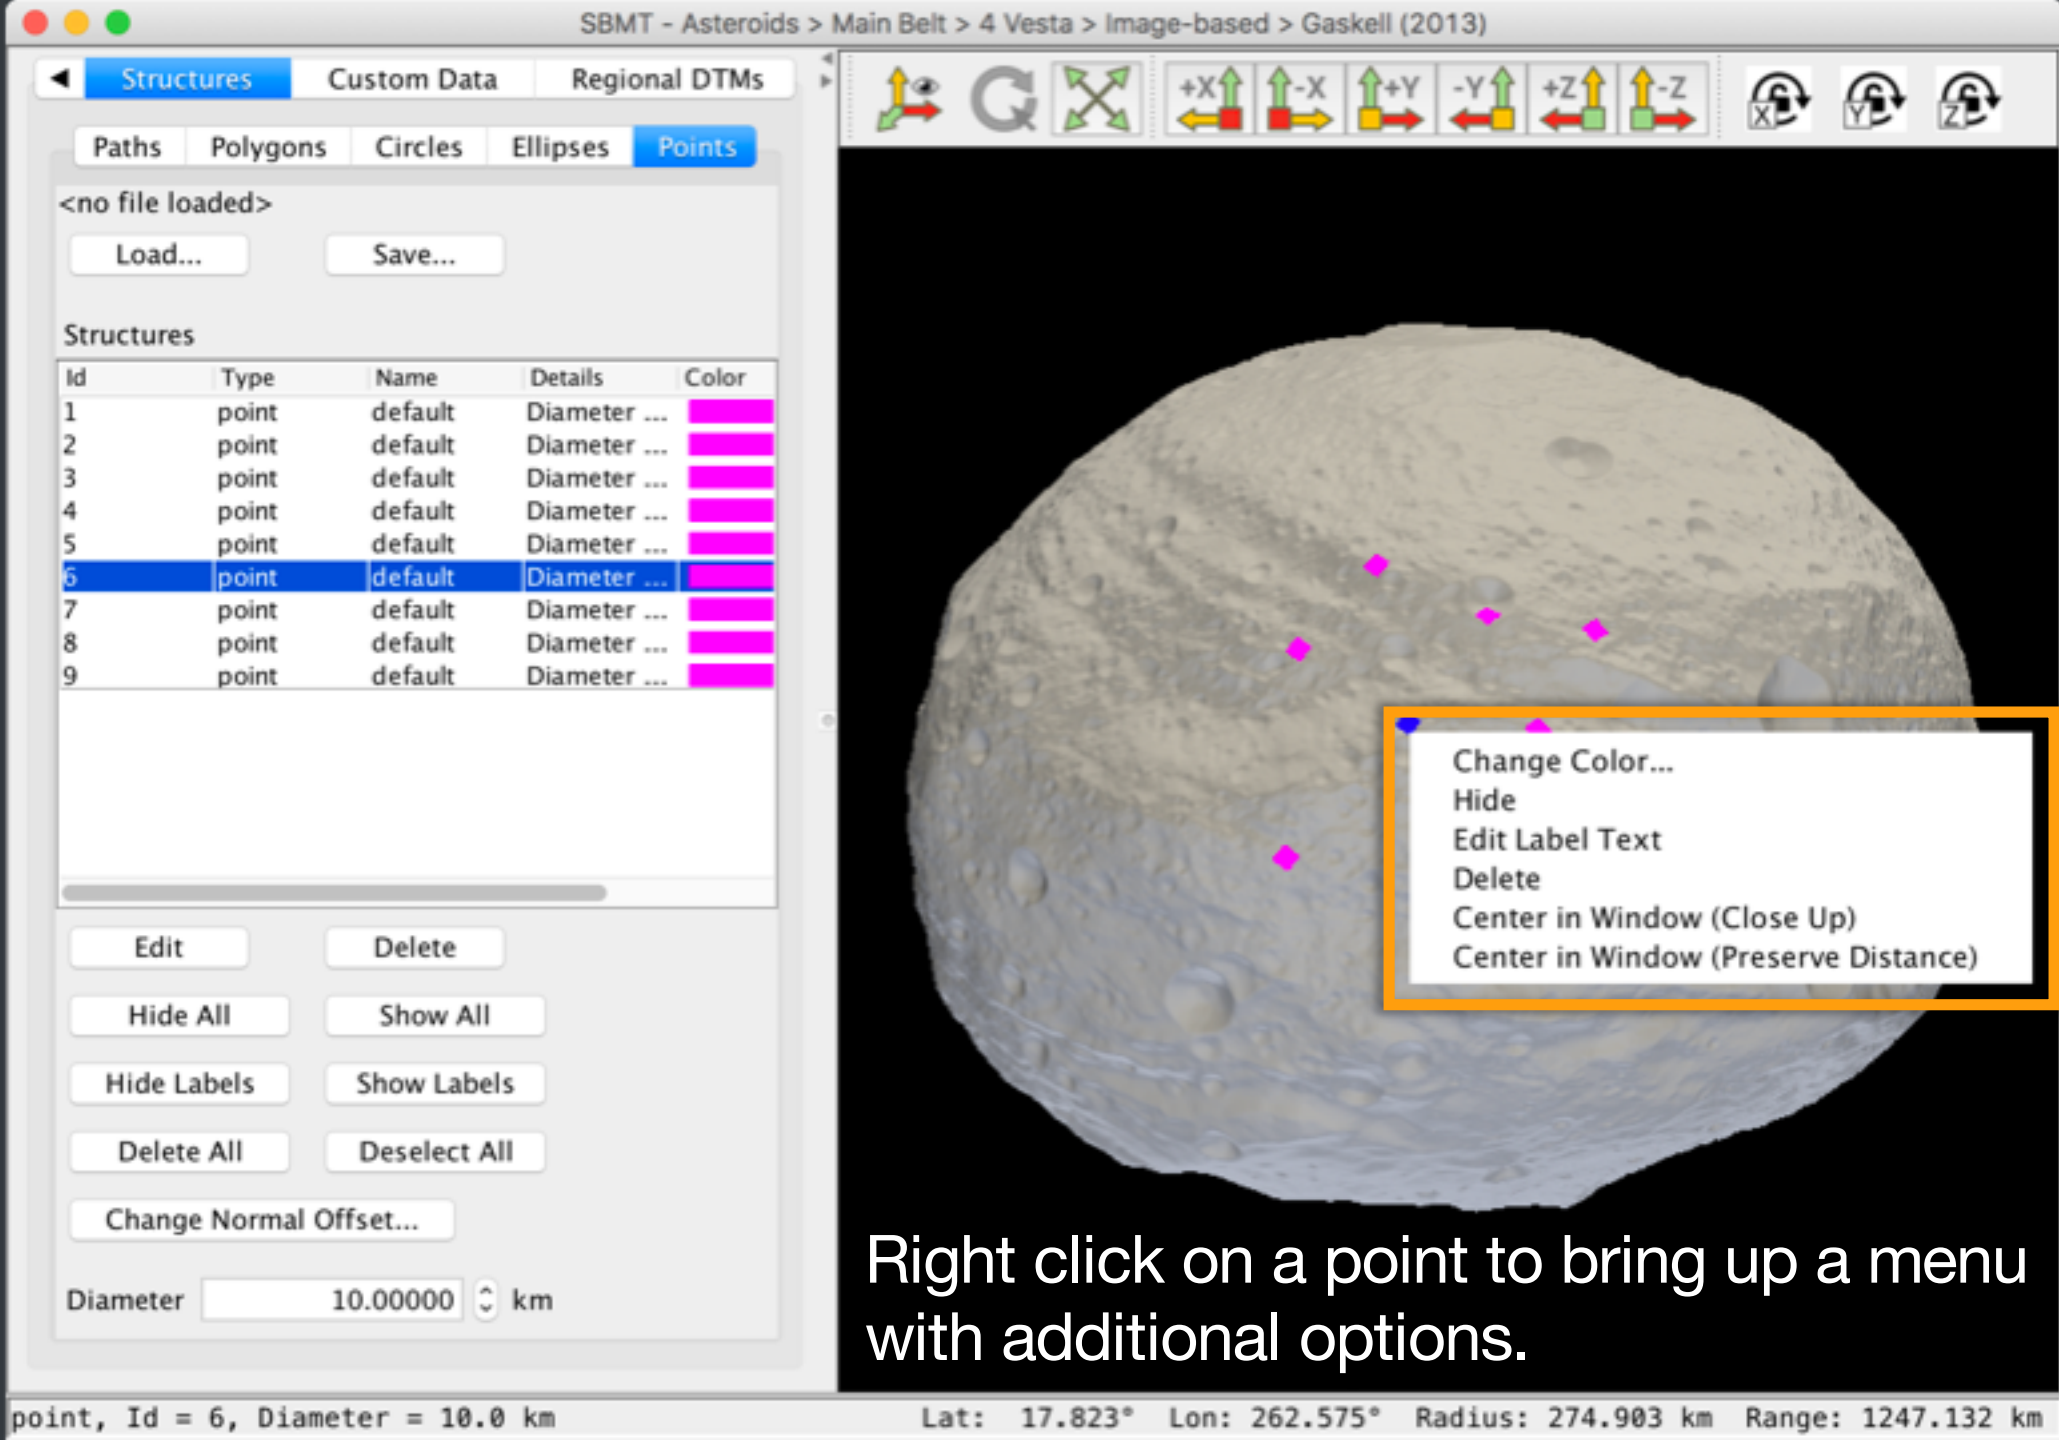 SBMT - Asteroids > Main Belt > 4 Vesta > Image-based > Gaskell (2013)
Structures Custom Data Regional DTMs
+X -X +Y -Y +Z -Z X Y Z
Paths Polygons Circles Ellipses Points
<no file loaded>
Load... Save...
Structures
Id Type Name Details Color
1 point default Diameter ...
2 point default Diameter ...
3 point default Diameter ...
4 point default Diameter ...
5 point default Diameter ...
6 point default Diameter ...
7 point default Diameter ...
8 point default Diameter ...
9 point default Diameter ...
Edit Delete
Hide All Show All
Hide Labels Show Labels
Delete All Deselect All
Change Normal Offset...
Diameter 10.00000 km
Change Color...
Hide
Edit Label Text
Delete
Center in Window (Close Up)
Center in Window (Preserve Distance)
Right click on a point to bring up a menu
with additional options.
point, Id = 6, Diameter = 10.0 km Lat: 17.823° Lon: 262.575° Radius: 274.903 km Range: 1247.132 km